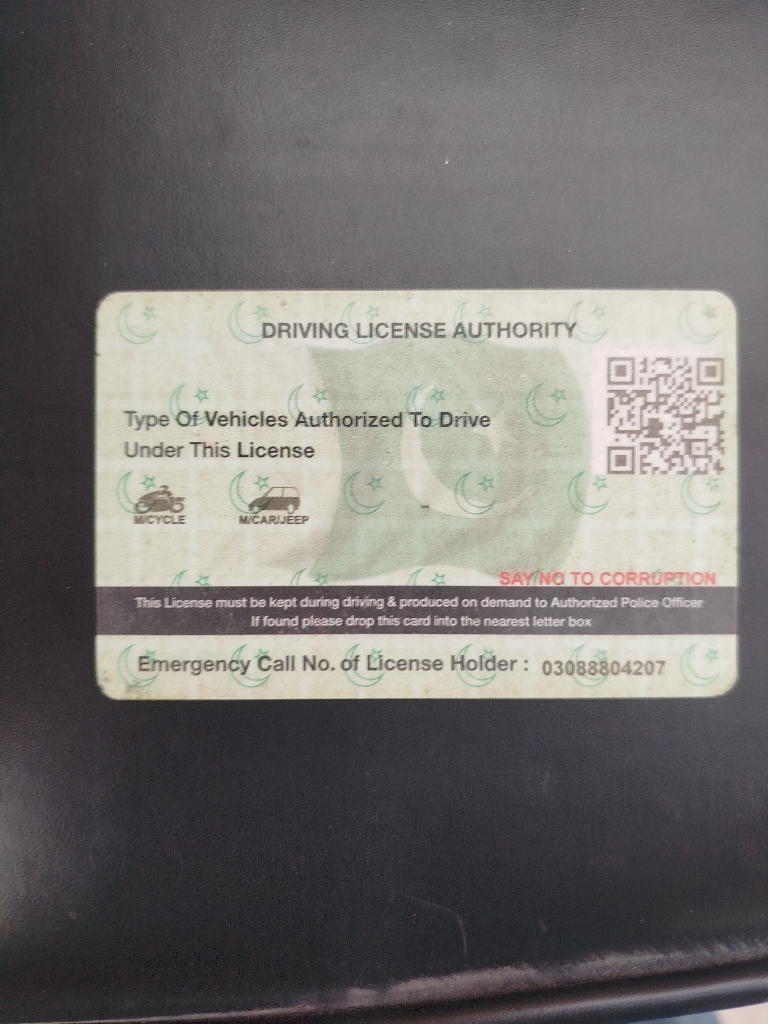 DRIVING LICENSE AUTHORITY
Type Of Vehicles Authorized To Drive
Under This License
M/CYCLE M/CAR/JEEP
SAY NO TO CORRUPTION
This License must be kept during driving & produced on demand to Authorized Police Officer
If found please drop this card into the nearest letter box
Emergency Call No. of License Holder : 03088804207